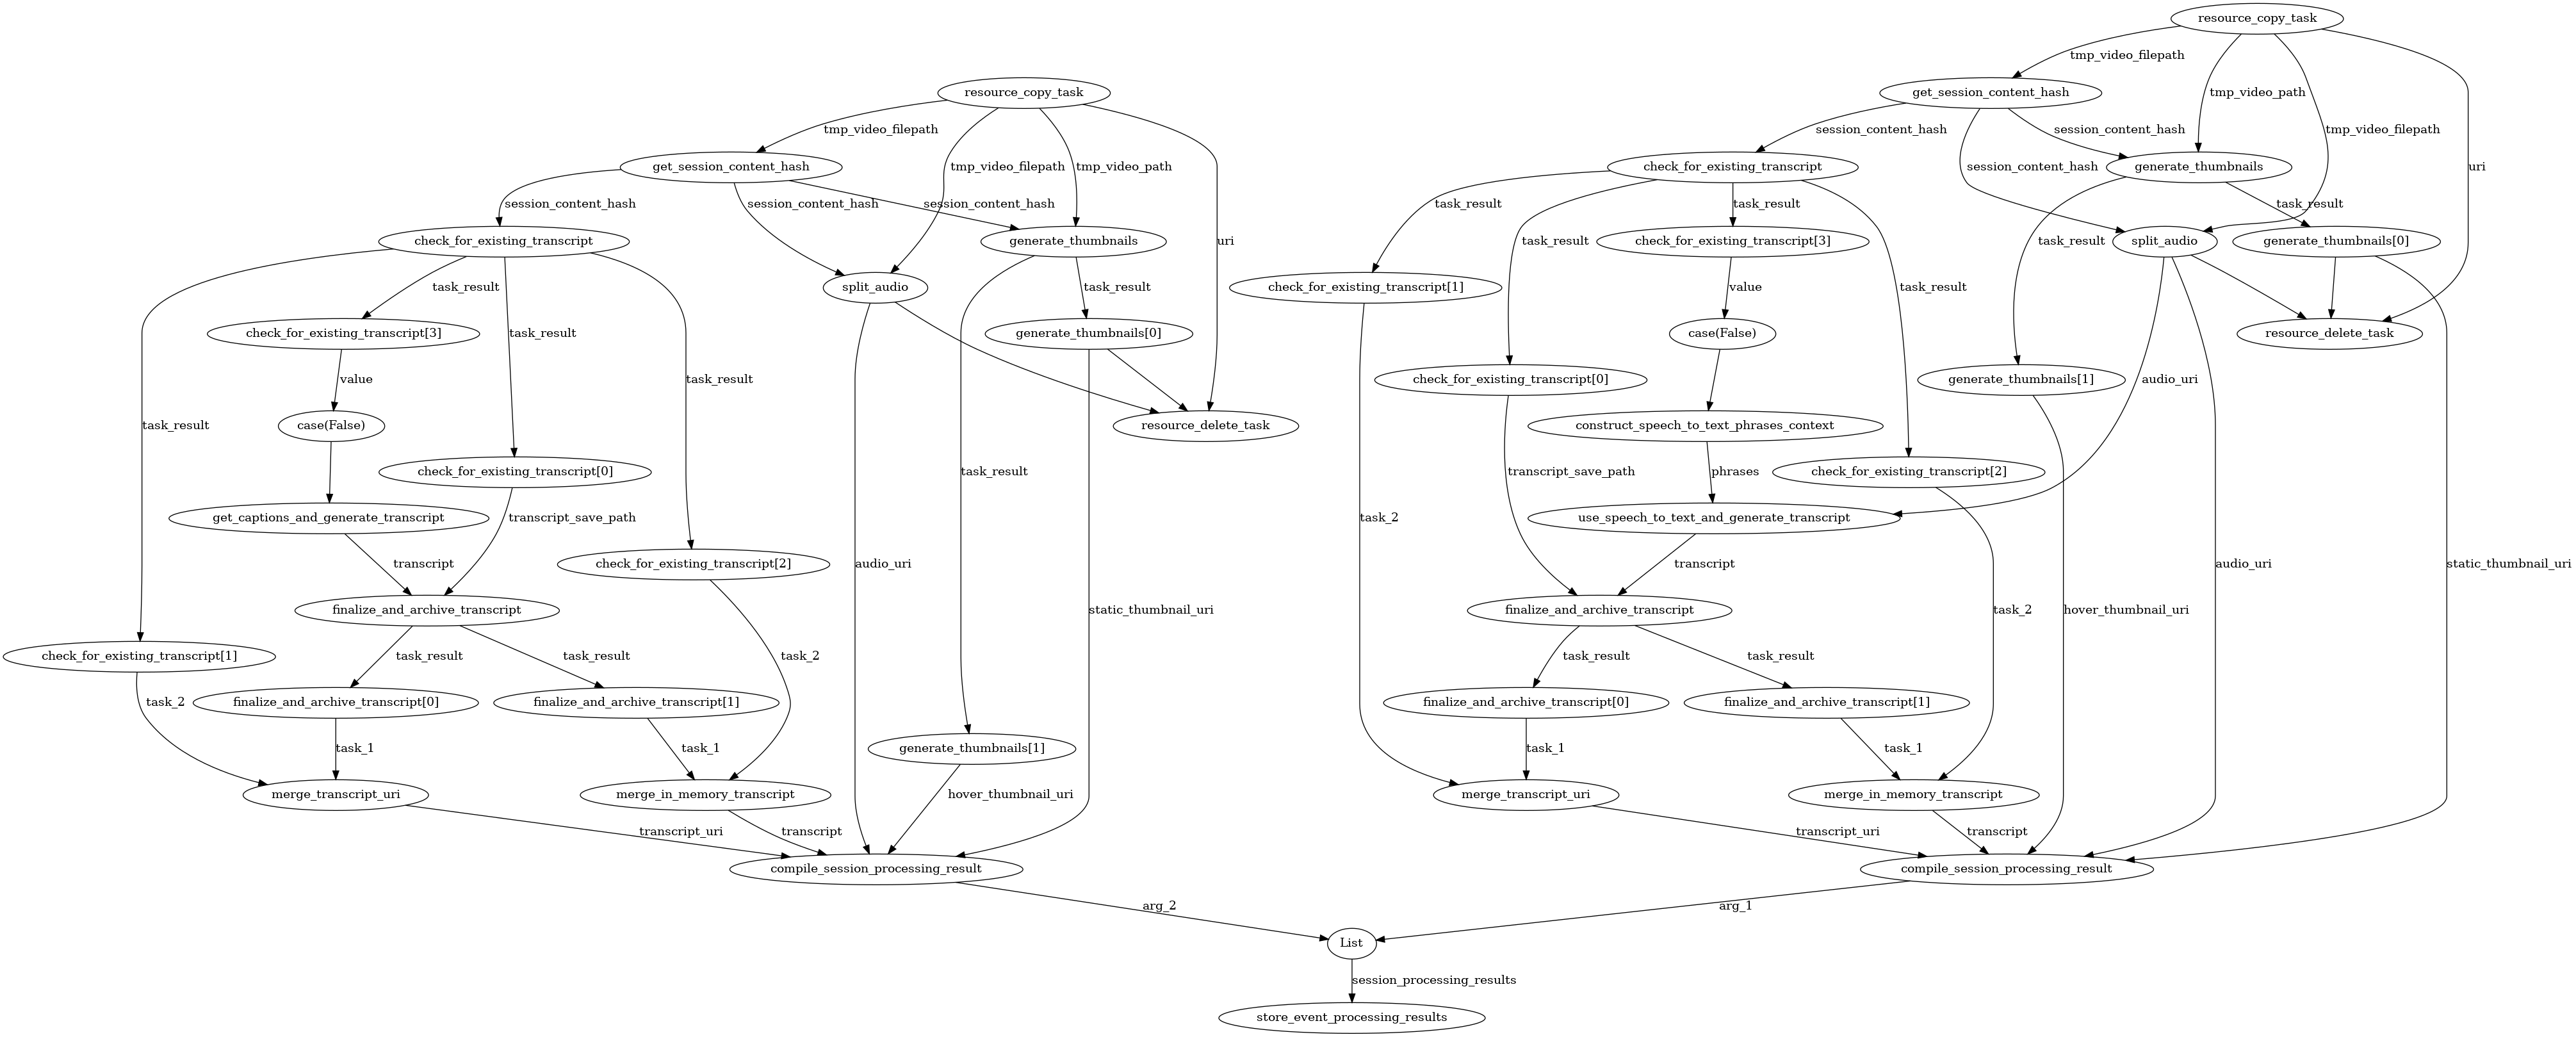 resource_copy_task
tmp_video_filepath
resource_copy_task
get_session_content_hash
tmp_video_path
tmp_video_filepath
session_content_hash
session_content_hash
tmp_video_filepath
get_session_content_hash
tmp_video_filepath
tmp_video_path
check_for_existing_transcript
session_content_hash
generate_thumbnails
uri
session_content_hash
session_content_hash
session_content_hash
task_result
task_result
task_result
check_for_existing_transcript
generate_thumbnails
uri
task_result
check_for_existing_transcript[3]
task_result
split_audio
generate_thumbnails[0]
task_result
split_audio
task_result
check_for_existing_transcript[1]
value
task_result
check_for_existing_transcript[3]
task_result
generate_thumbnails[0]
case(False)
resource_delete_task
value
check_for_existing_transcript[0]
generate_thumbnails[1]
audio_uri
task_result
case(False)
resource_delete_task
construct_speech_to_text_phrases_context
check_for_existing_transcript[0]
task_result
transcript_save_path
phrases
check_for_existing_transcript[2]
get_captions_and_generate_transcript
transcript_save_path
task_2
use_speech_to_text_and_generate_transcript
transcript
check_for_existing_transcript[2]
audio_uri
transcript
audio_uri
static_thumbnail_uri
finalize_and_archive_transcript
static_thumbnail_uri
finalize_and_archive_transcript
task_2
hover_thumbnail_uri
check_for_existing_transcript[1]
task_result
task_result
task_2
task_result
task_result
task_2
finalize_and_archive_transcript[0]
finalize_and_archive_transcript[1]
finalize_and_archive_transcript[0]
finalize_and_archive_transcript[1]
task_1
task_1
generate_thumbnails[1]
task_1
task_1
merge_transcript_uri
merge_in_memory_transcript
hover_thumbnail_uri
merge_transcript_uri
merge_in_memory_transcript
transcript_uri
transcript
transcript_uri
transcript
compile_session_processing_result
compile_session_processing_result
arg_2
arg_1
List
session_processing_results
store_event_processing_results